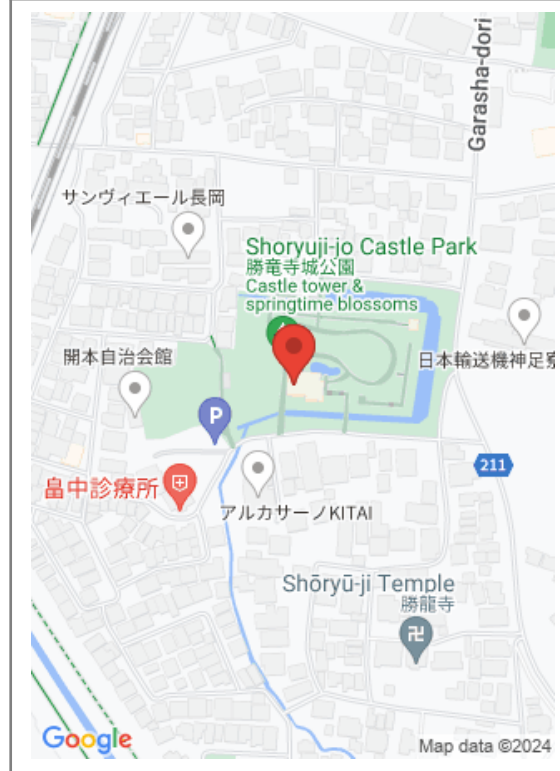 Garasha-dori
サンヴィエール長岡
Shoryuji-jo Castle Park
勝竜寺城公園
Castle tower &
springtime blossoms
開本自治会館
日本輸送機神足寮
P
211
畠中診療所
アルカサーノKITAI
Shōryū-ji Temple
勝龍寺
卍
Google
Map data ©2024